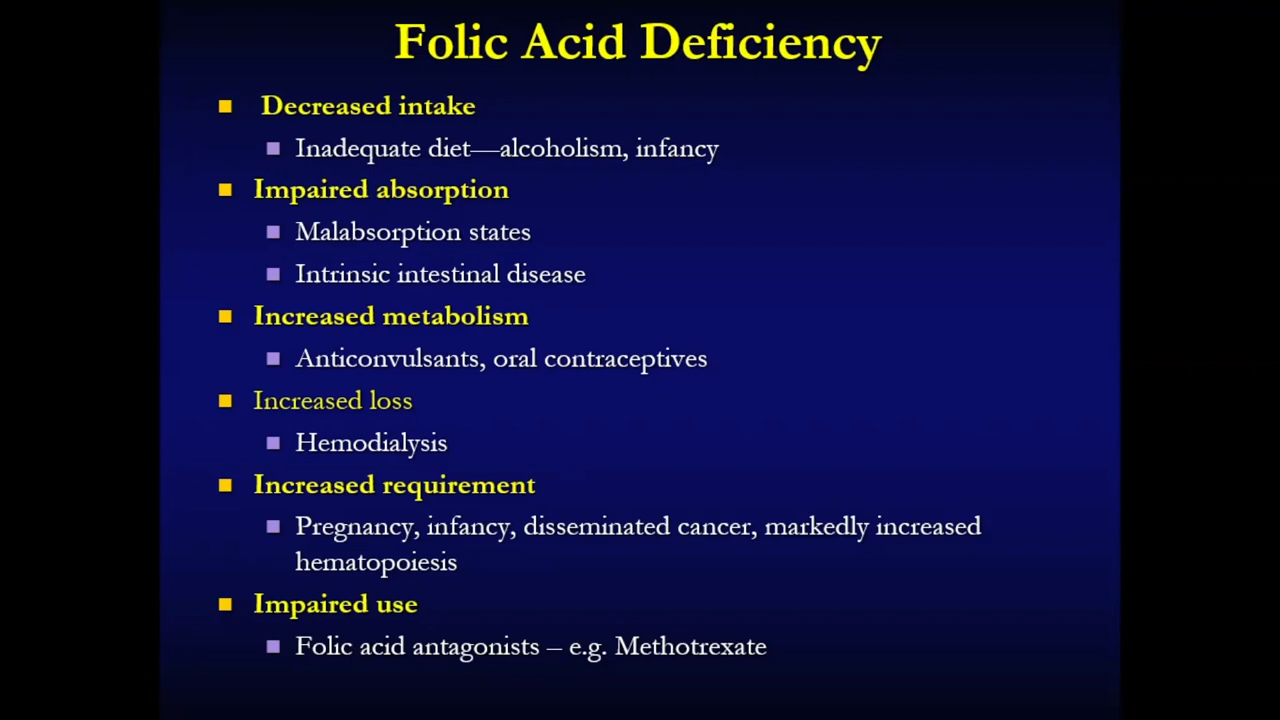 Folic Acid Deficiency
Decreased intake
Inadequate diet—alcoholism, infancy
Impaired absorption
Malabsorption states
Intrinsic intestinal disease
Increased metabolism
Anticonvulsants, oral contraceptives
Increased loss
Hemodialysis
Increased requirement
Pregnancy, infancy, disseminated cancer, markedly increased
hematopoiesis
Impaired use
Folic acid antagonists – e.g. Methotrexate